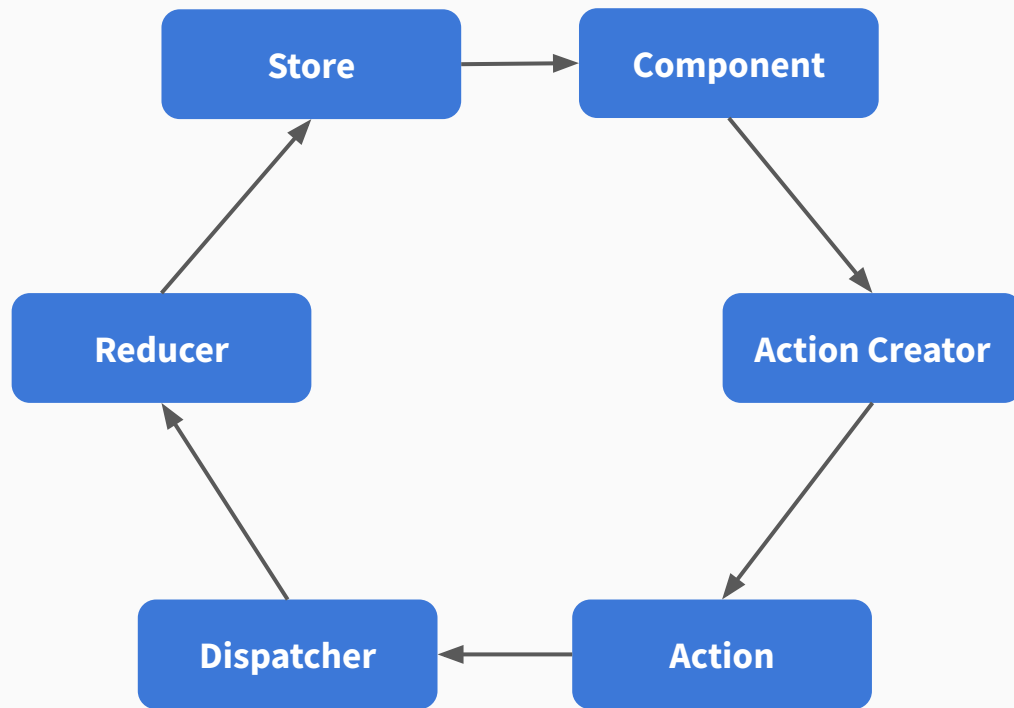 Store
Component
Reducer
Action Creator
Dispatcher
Action